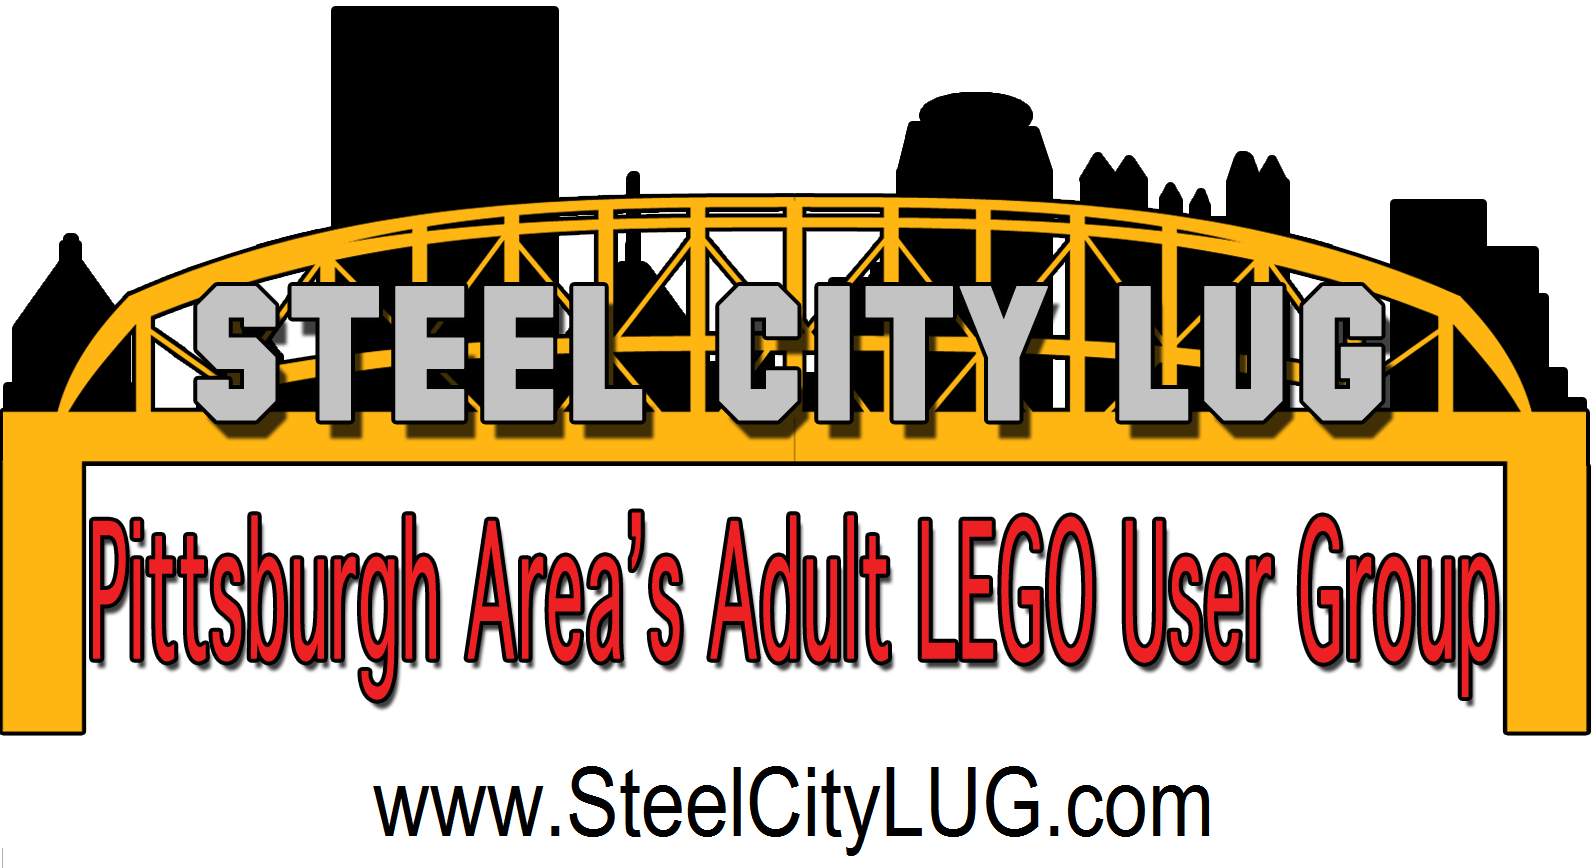 STEEL CITY LUG
Pittsburgh Area's Adult LEGO User Group
www.SteelCityLUG.com